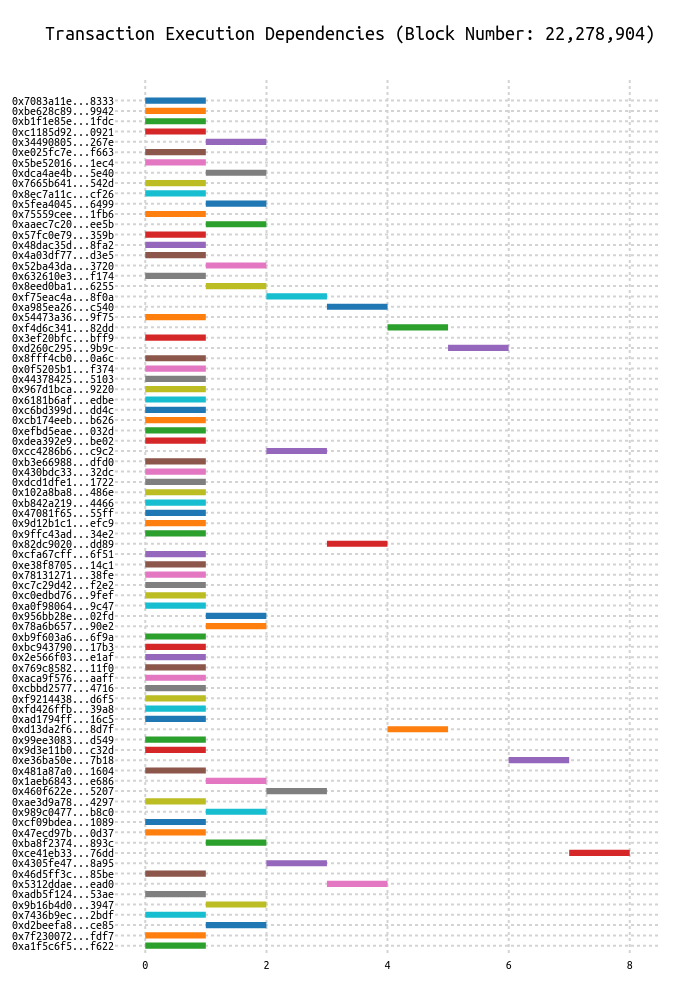 Transaction Execution Dependencies (Block Number: 22,278,904)
0x7083a11e...8333
0xbe628c89...9942
0xb1f1e85e...1fdc
0xc1185d92...0921
0x34490805...267e
0xe025fc7e...f663
0x5be52016...1ec4
0xdca4ae4b...5e40
0x7665b641...542d
0x8ec7a11c...cf26
0x5fea4045...6499
0x75559cee...1fb6
0xaaec7c20...ee5b
0x57fc0e79...359b
0x48dac35d...8fa2
0x4a03df77...d3e5
0x52ba43da...3720
0x632610e3...f174
0x8eed0ba1...6255
0xf75eac4a...8f0a
0xa985ea26...c540
0x54473a36...9f75
0xf4d6c341...82dd
0x3ef20bfc...bff9
0xd260c295...9b9c
0x8fff4cb0...0a6c
0x0f5205b1...f374
0x44378425...5103
0x967d1bca...9220
0x6181b6af...edbe
0xc6bd399d...dd4c
0xcb174eeb...b626
0xefbd5eae...032d
0xdea392e9...be02
0xcc4286b6...c9c2
0xb3e66988...dfd0
0x430bdc33...32dc
0xdcd1dfe1...1722
0x102a8ba8...486e
0xb842a219...4466
0x47081f65...55ff
0x9d12b1c1...efc9
0x9ffc43ad...34e2
0x82dc9020...dd89
0xcfa67cff...6f51
0xe38f8705...14c1
0x78131271...38fe
0xc7c29d42...f2e2
0xc0edbd76...9fef
0xa0f98064...9c47
0x956bb28e...02fd
0x78a6b657...90e2
0xb9f603a6...6f9a
0xbc943790...17b3
0x2e566f03...e1af
0x769c8582...11f0
0xaca9f576...aaff
0xcbbd2577...4716
0xf9214438...d6f5
0xfd426ffb...39a8
0xad1794ff...16c5
0xd13da2f6...8d7f
0x99ee3083...d549
0x9d3e11b0...c32d
0xe36ba50e...7b18
0x481a87a0...1604
0x1aeb6843...e686
0x460f622e...5207
0xae3d9a78...4297
0x989c0477...b8c0
0xcf09bdea...1089
0x47ecd97b...0d37
0xba8f2374...893c
0xce41eb33...76dd
0x4305fe47...8a95
0x46d5ff3c...85be
0x5312ddae...ead0
0xadb5f124...53ae
0x9b16b4d0...3947
0x7436b9ec...2bdf
0xd2beefa8...ce85
0x7f230072...fdf7
0xa1f5c6f5...f622
0 2 4 6 8